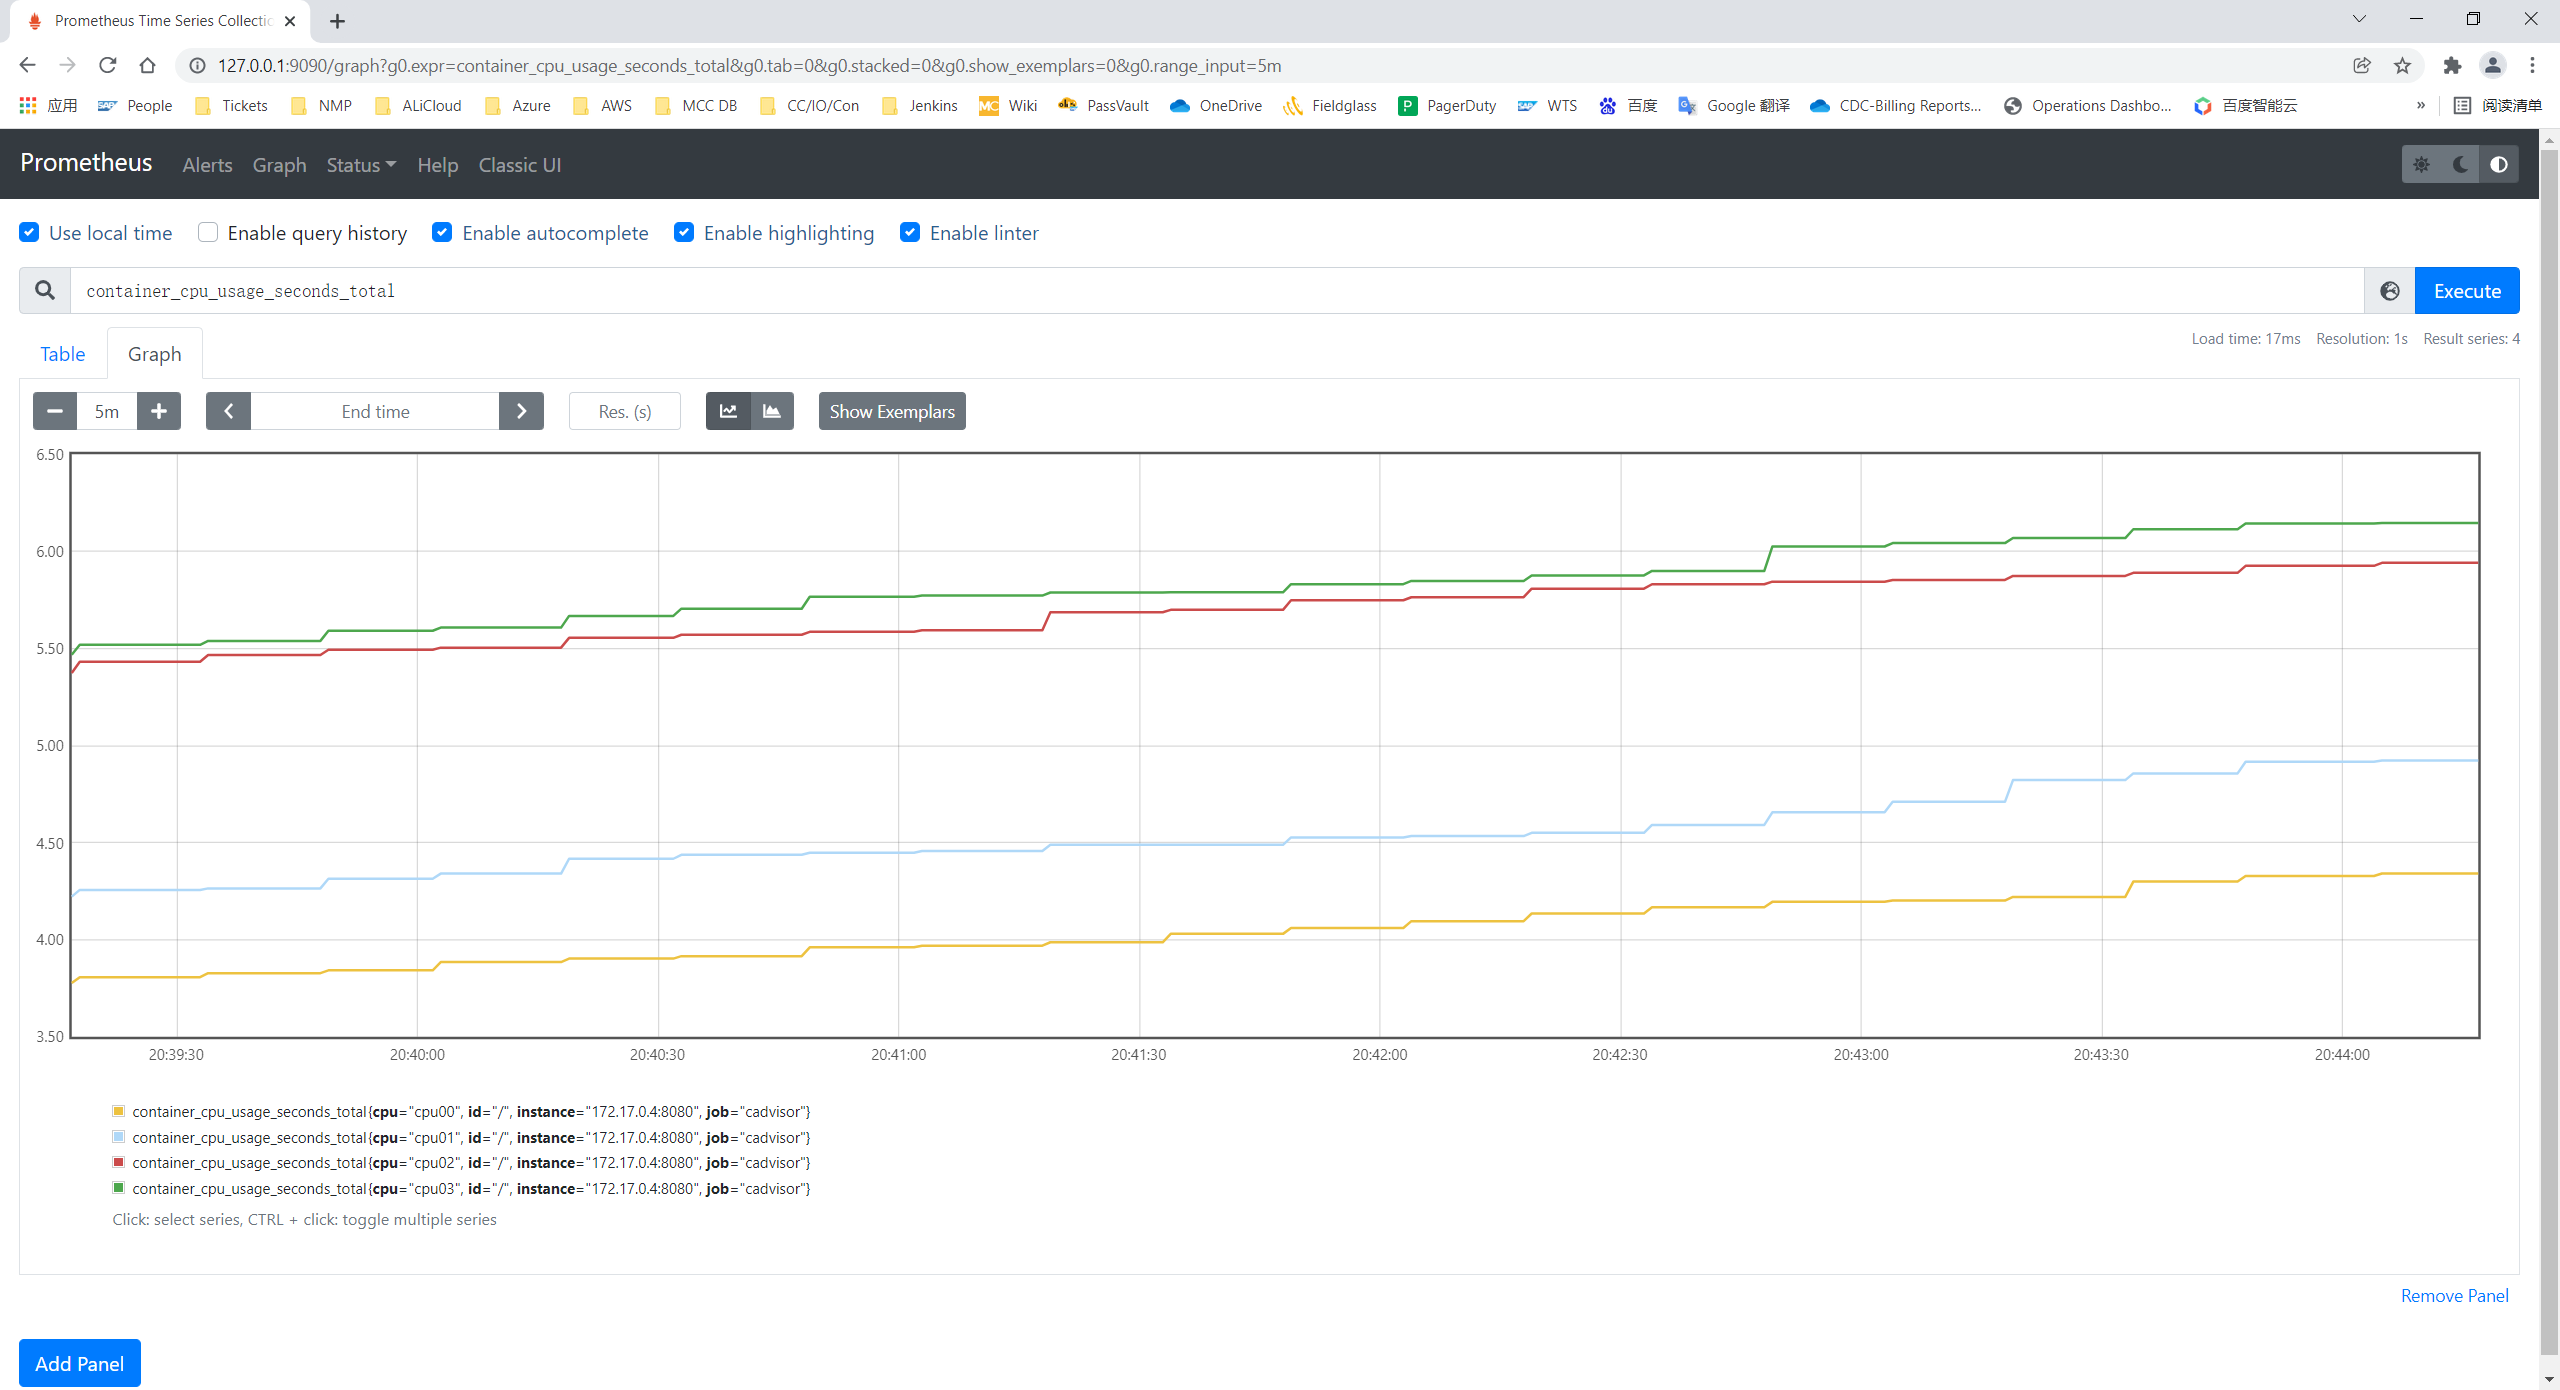 Prometheus Time Series Collectio
127.0.0.1:9090/graph?g0.expr=container_cpu_usage_seconds_total&g0.tab=0&g0.stacked=0&g0.show_exemplars=0&g0.range_input=5m
应用 People Tickets NMP ALiCloud Azure AWS MCC DB CC/IO/Con Jenkins MC Wiki PassVault OneDrive Fieldglass P PagerDuty WTS 百度 Google 翻译 CDC-Billing Reports... Operations Dashbo... 百度智能云 » 阅读清单
Prometheus Alerts Graph Status Help Classic UI
Use local time Enable query history Enable autocomplete Enable highlighting Enable linter
container_cpu_usage_seconds_total Execute
Table Graph Load time: 17ms Resolution: 1s Result series: 4
5m End time Res. (s) Show Exemplars
6.50
6.00
5.50
5.00
4.50
4.00
3.50
20:39:30 20:40:00 20:40:30 20:41:00 20:41:30 20:42:00 20:42:30 20:43:00 20:43:30 20:44:00
container_cpu_usage_seconds_total{cpu="cpu00", id="/", instance="172.17.0.4:8080", job="cadvisor"}
container_cpu_usage_seconds_total{cpu="cpu01", id="/", instance="172.17.0.4:8080", job="cadvisor"}
container_cpu_usage_seconds_total{cpu="cpu02", id="/", instance="172.17.0.4:8080", job="cadvisor"}
container_cpu_usage_seconds_total{cpu="cpu03", id="/", instance="172.17.0.4:8080", job="cadvisor"}
Click: select series, CTRL + click: toggle multiple series
Remove Panel
Add Panel